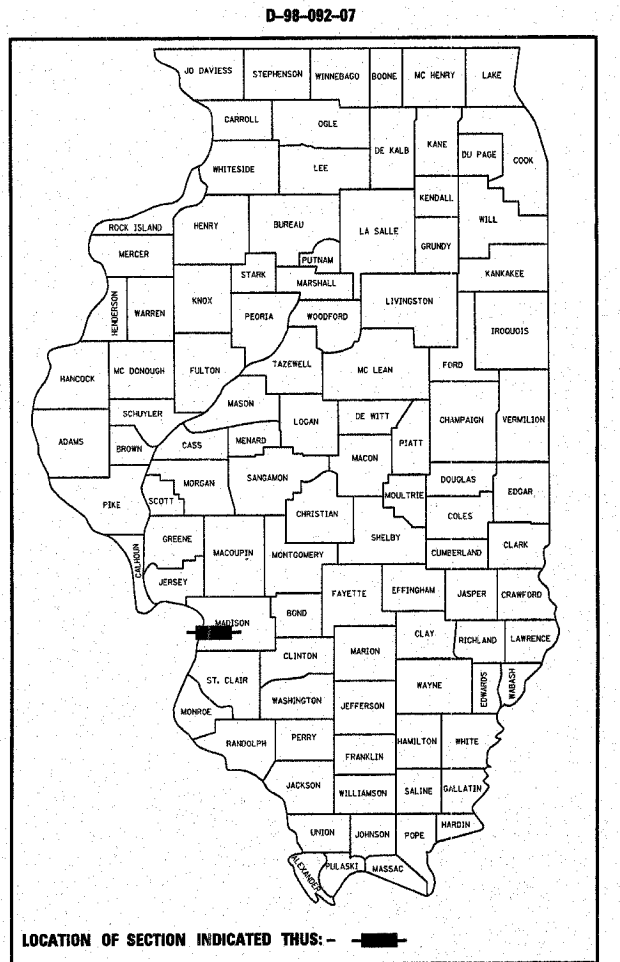 D-98-092-07
JO DAVIESS STEPHENSON WINNEBAGO BOONE MC HENRY LAKE
CARROLL OGLE
DE KALB KANE DU PAGE COOK
WHITESIDE LEE
KENDALL WILL
ROCK ISLAND HENRY BUREAU LA SALLE GRUNDY
MERCER PUTNAM
STARK MARSHALL KANKAKEE
HENDERSON WARREN KNOX PEORIA WOODFORD LIVINGSTON IROQUOIS
HANCOCK MC DONOUGH FULTON TAZEWELL MC LEAN FORD
MASON
SCHUYLER LOGAN DE WITT CHAMPAIGN VERMILION
ADAMS BROWN CASS MENARD PIATT
MACON
MORGAN SANGAMON DOUGLAS
PIKE SCOTT CHRISTIAN MOULTRIE EDGAR
COLES
GREENE MACOUPIN MONTGOMERY SHELBY
CALHOUN CUMBERLAND CLARK
JERSEY FAYETTE EFFINGHAM JASPER CRAWFORD
MADISON BOND
CLAY RICHLAND LAWRENCE
CLINTON MARION
ST. CLAIR WAYNE EDWARDS WABASH
MONROE WASHINGTON JEFFERSON
RANDOLPH PERRY HAMILTON WHITE
FRANKLIN
JACKSON WILLIAMSON SALINE GALLATIN
UNION JOHNSON POPE HARDIN
ALEXANDER PULASKI MASSAC
LOCATION OF SECTION INDICATED THUS: -